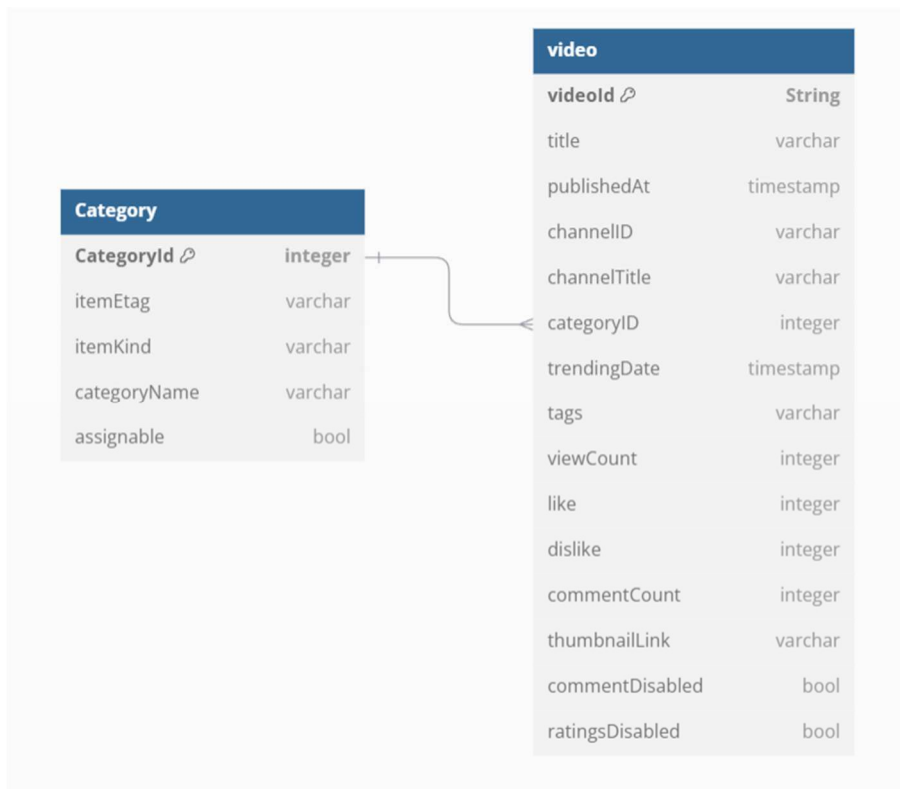 Category
CategoryId integer
itemEtag varchar
itemKind varchar
categoryName varchar
assignable bool
video
videoId String
title varchar
publishedAt timestamp
channelID varchar
channelTitle varchar
categoryID integer
trendingDate timestamp
tags varchar
viewCount integer
like integer
dislike integer
commentCount integer
thumbnailLink varchar
commentDisabled bool
ratingsDisabled bool